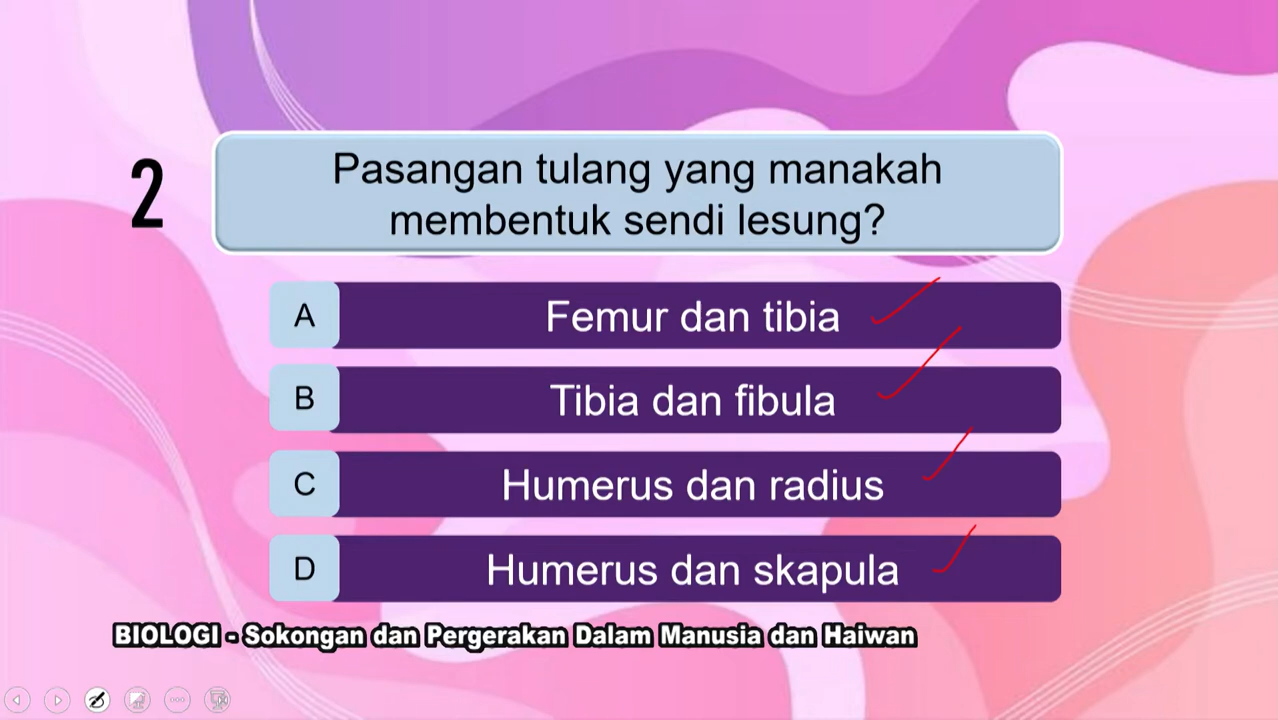 2
Pasangan tulang yang manakah
membentuk sendi lesung?
A Femur dan tibia
B Tibia dan fibula
C Humerus dan radius
D Humerus dan skapula
BIOLOGI - Sokongan dan Pergerakan Dalam Manusia dan Haiwan